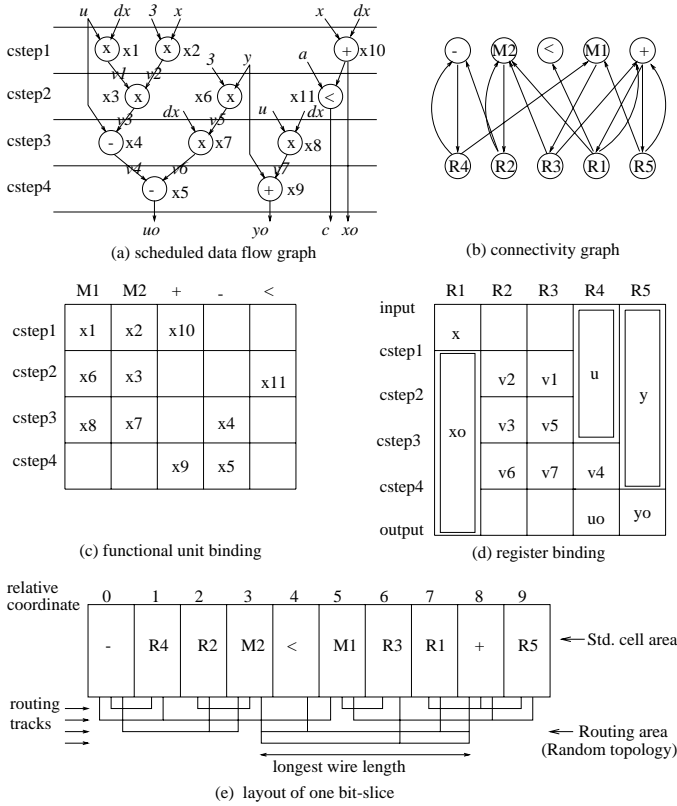 u dx 3 x x dx
cstep1 x x1 x x2 + x10
v1 v2 3 y a
cstep2 x3 x x6 x x11 <
v3 dx v5 u dx
cstep3 - x4 x x7 x x8
v4 v6 v7
cstep4 - x5 + x9
uo yo c xo
(a) scheduled data flow graph
- M2 < M1 +
R4 R2 R3 R1 R5
(b) connectivity graph
M1 M2 + - <
cstep1 x1 x2 x10
cstep2 x6 x3 x11
cstep3 x8 x7 x4
cstep4 x9 x5
(c) functional unit binding
R1 R2 R3 R4 R5
input
x
cstep1
v2 v1 u
cstep2 y
xo v3 v5
cstep3
v6 v7 v4
cstep4
uo yo
output
(d) register binding
relative
coordinate 0 1 2 3 4 5 6 7 8 9
- R4 R2 M2 < M1 R3 R1 + R5
Std. cell area
routing
tracks
Routing area
(Random topology)
longest wire length
(e) layout of one bit-slice